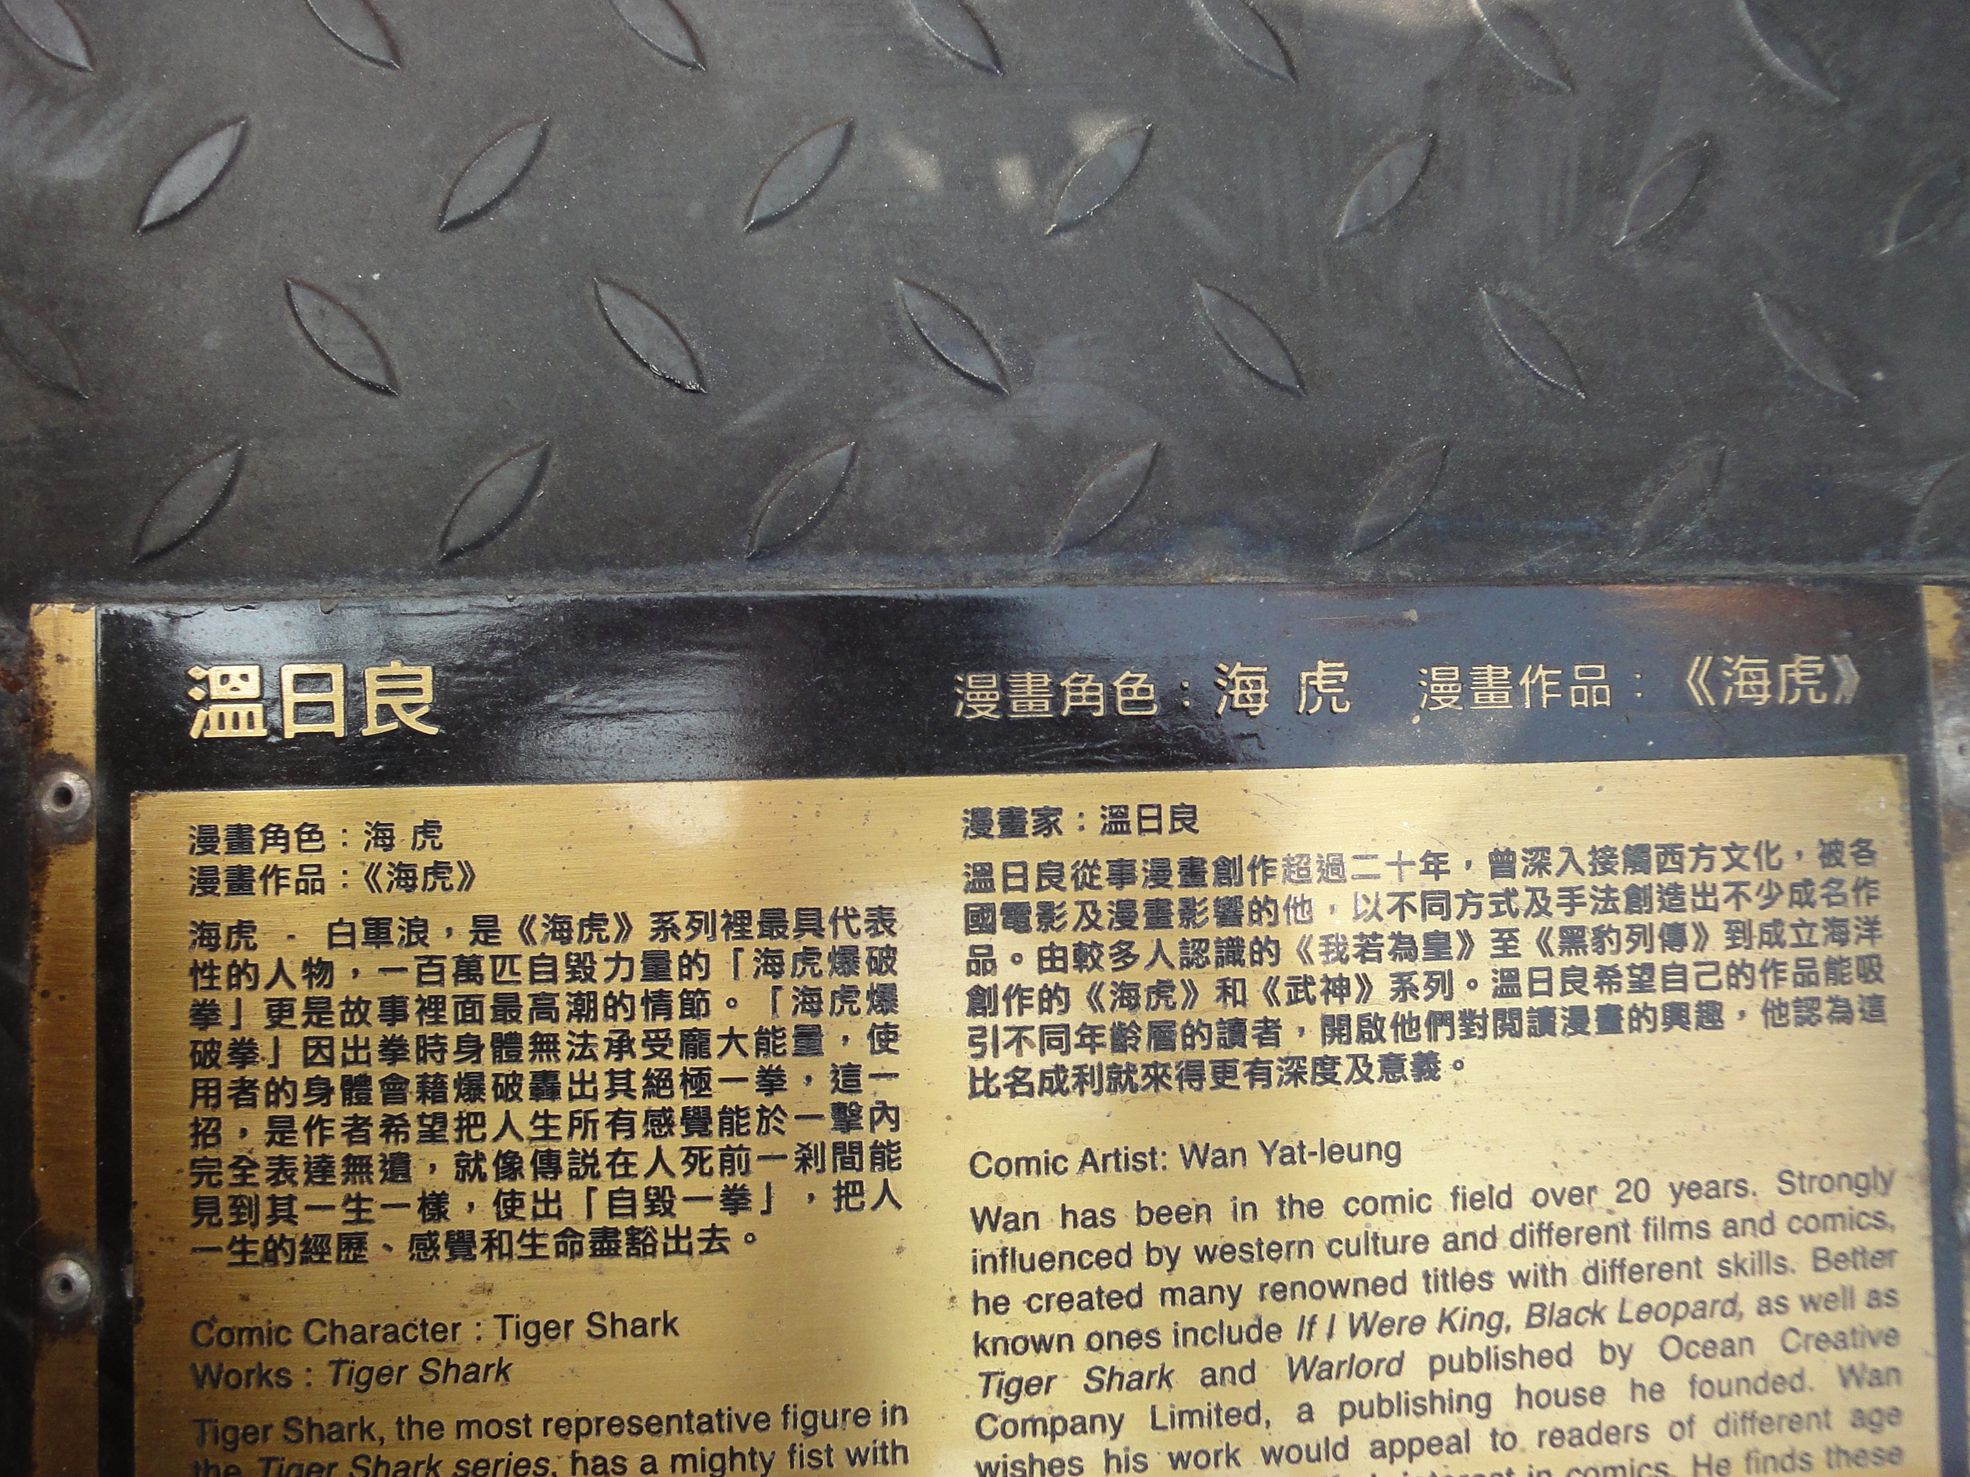 溫日良
漫畫角色：海 虎 漫畫作品：《海虎》
漫畫角色：海 虎
漫畫作品：《海虎》
海虎 - 白軍浪，是《海虎》系列裡最具代表
性的人物，一百萬匹自毀力量的「海虎爆破
拳」更是故事裡面最高潮的情節。「海虎爆
破拳」因出拳時身體無法承受龐大能量，使
用者的身體會藉爆破轟出其絕極一拳，這一
招，是作者希望把人生所有感覺能於一擊內
完全表達無遺，就像傳説在人死前一剎間能
見到其一生一樣，使出「自毀一拳」，把人
一生的經歷、感覺和生命盡豁出去。
Comic Character : Tiger Shark
Works : Tiger Shark
Tiger Shark, the most representative figure in
the Tiger Shark series, has a mighty fist with
漫畫家：溫日良
溫日良從事漫畫創作超過二十年，曾深入接觸西方文化，被各
國電影及漫畫影響的他，以不同方式及手法創造出不少成名作
品。由較多人認識的《我若為皇》至《黑豹列傳》到成立海洋
創作的《海虎》和《武神》系列。溫日良希望自己的作品能吸
引不同年齡層的讀者，開啟他們對閱讀漫畫的興趣，他認為這
比名成利就來得更有深度及意義。
Comic Artist: Wan Yat-leung
Wan has been in the comic field over 20 years. Strongly
influenced by western culture and different films and comics,
he created many renowned titles with different skills. Better
known ones include If I Were King, Black Leopard, as well as
Tiger Shark and Warlord published by Ocean Creative
Company Limited, a publishing house he founded. Wan
wishes his work would appeal to readers of different age
interest in comics. He finds these